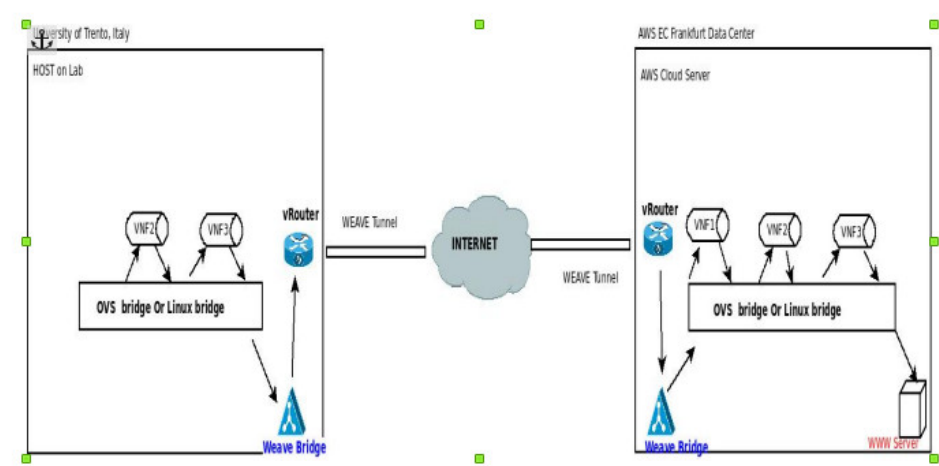 University of Trento, Italy
HOST on Lab
VNF2
VNF3
vRouter
OVS bridge Or Linux bridge
Weave Bridge
WEAVE Tunnel
INTERNET
WEAVE Tunnel
AWS EC Frankfurt Data Center
AWS Cloud Server
vRouter
VNF1
VNF2
VNF3
OVS bridge Or Linux bridge
Weave Bridge
WWW Server